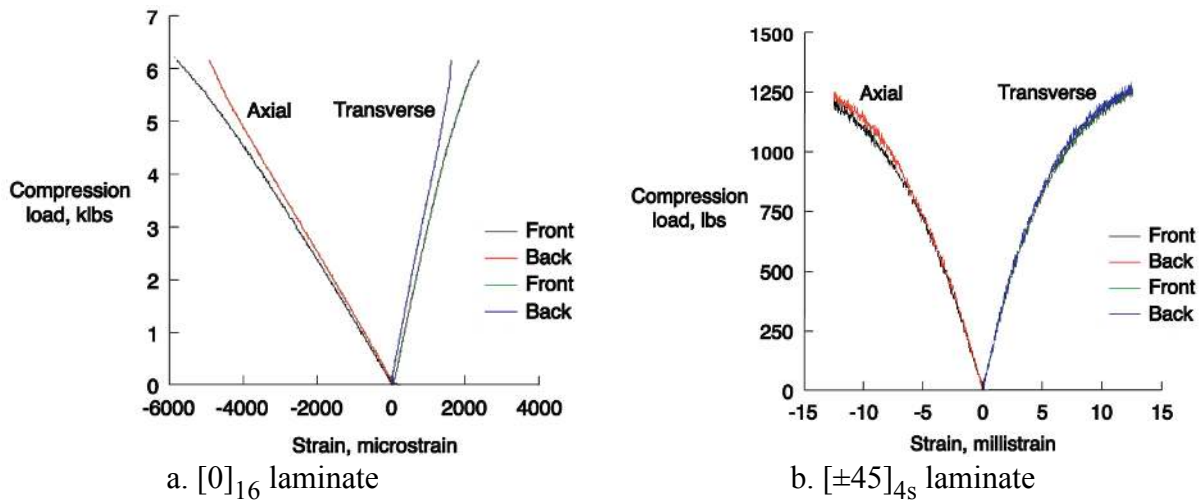 7
6
5
4
3
2
1
0
Compression
load, klbs
Axial
Transverse
Front
Back
Front
Back
-6000 -4000 -2000 0 2000 4000
Strain, microstrain
a. [0]16 laminate
1500
1250
1000
750
500
250
0
Compression
load, lbs
Axial
Transverse
Front
Back
Front
Back
-15 -10 -5 0 5 10 15
Strain, millistrain
b. [±45]4s laminate